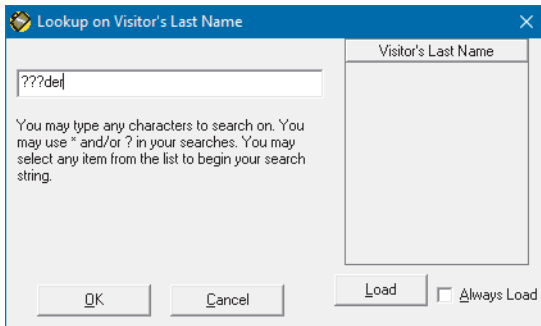 Lookup on Visitor's Last Name
???der
You may type any characters to search on. You
may use * and/or ? in your searches. You may
select any item from the list to begin your search
string.
OK
Cancel
Visitor's Last Name
Load
Always Load